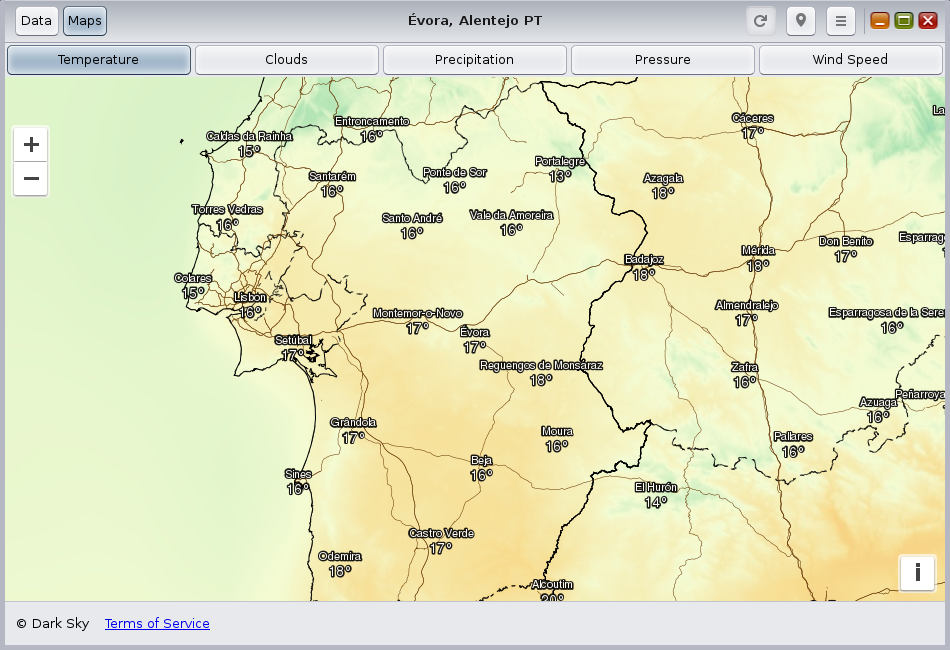 Data
Maps
Évora, Alentejo PT
Temperature
Clouds
Precipitation
Pressure
Wind Speed
La
Cáceres
17°
Entroncamento
16°
Caldas da Rainha
15°
Portalegre
13°
Ponte de Sor
16°
Santarém
16°
Azagala
18°
Torres Vedras
16°
Santo André
16°
Vale da Amoreira
16°
Esparrag
Don Benito
17°
Mérida
18°
Badajoz
18°
Colares
15°
Lisbon
16°
Almendralejo
17°
Montemor-o-Novo
17°
Esparragosa de la Sere
16°
Évora
17°
Setúbal
17°
Reguengos de Monsaraz
18°
Zafra
16°
Peñarroya
Azuaga
16°
Grândola
17°
Moura
16°
Pallares
16°
Beja
16°
Sines
16°
El Hurón
14°
Castro Verde
17°
Odemira
18°
Alcoutim
20°
+
−
i
© Dark Sky
Terms of Service